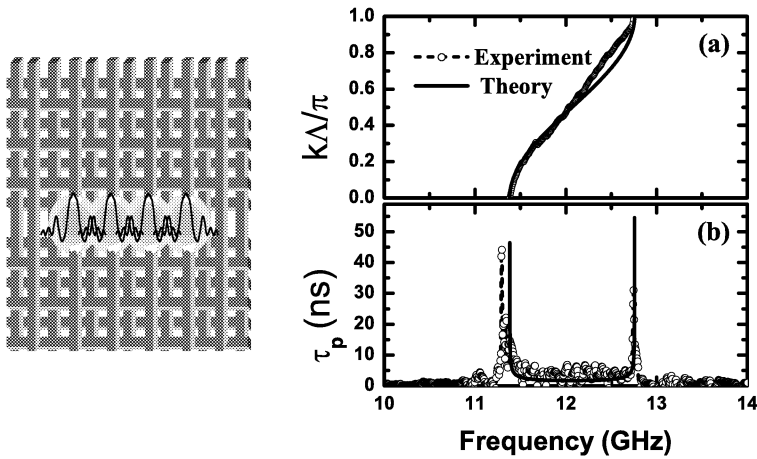 1.0
(a)
Experiment
0.8
Theory
0.6
kΛ/π
0.4
0.2
0.0
(b)
50
40
30
τp (ns)
20
10
0
10 11 12 13 14
Frequency (GHz)